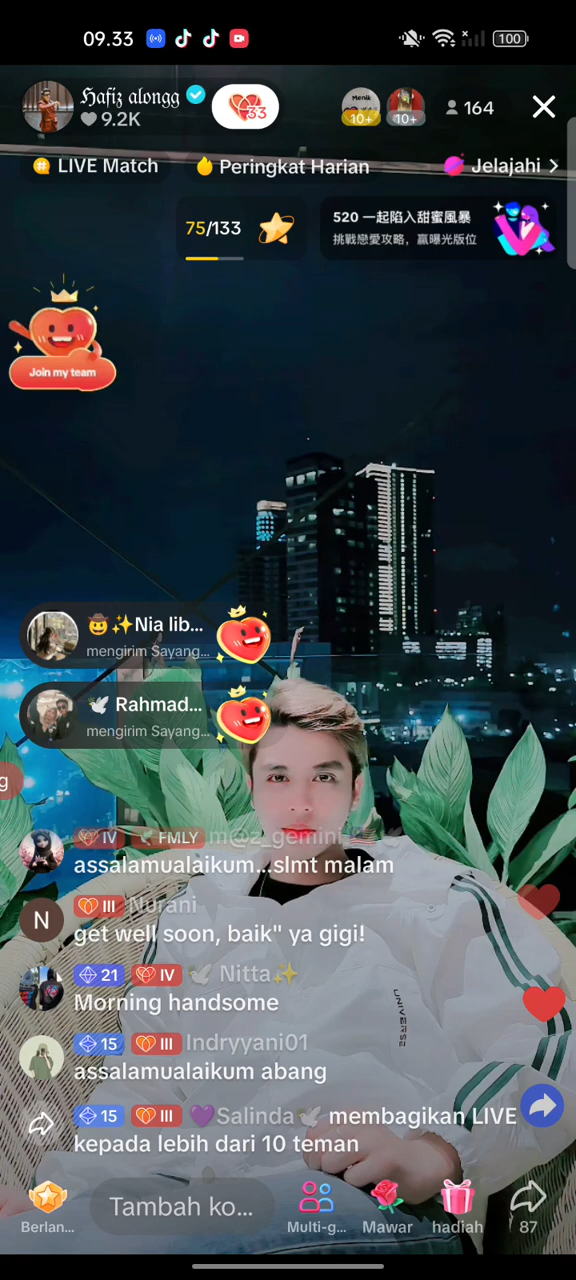 09.33
100
Hafiz alongg
9.2K
33
Menik
10+
10+
164
LIVE Match
Peringkat Harian
Jelajahi
75/133
520 一起陷入甜蜜風暴
挑戰戀愛攻略，贏曝光版位
Join my team
🤠✨Nia lib...
mengirim Sayang...
🕊 Rahmad...
mengirim Sayang...
g
IV FMLY m@z_gemini
assalamualaikum...slmt malam
N
III Nurani
get well soon, baik" ya gigi!
21 IV 🕊 Nitta✨
Morning handsome
15 III Indryyani01
assalamualaikum abang
15 III 💜Salinda🕊 membagikan LIVE
kepada lebih dari 10 teman
UNIVERSE
Tambah ko...
Berlan...
Multi-g...
Mawar
hadiah
87